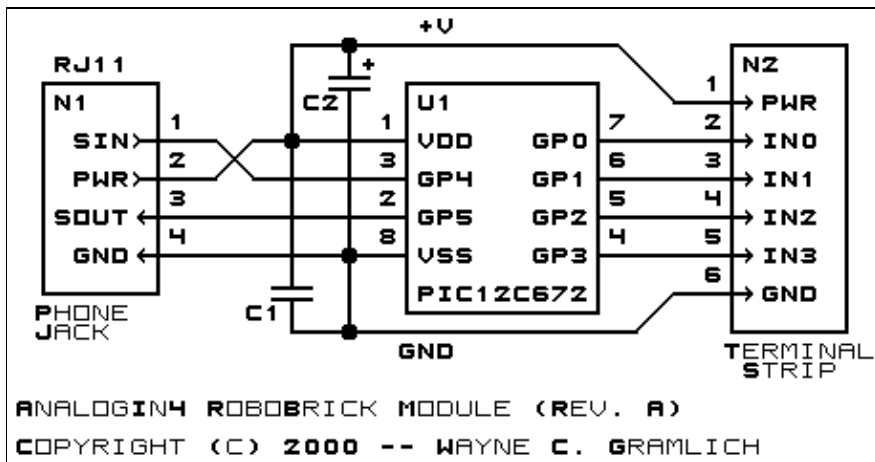 +V
RJ11
N1
SIN
PWR
SOUT
GND
1
2
3
4
PHONE
JACK
C2
+
C1
1
3
2
8
U1
VDD
GP4
GP5
VSS
GP0
GP1
GP2
GP3
PIC12C672
7
6
5
4
GND
1
2
3
4
5
6
N2
PWR
IN0
IN1
IN2
IN3
GND
TERMINAL
STRIP
ANALOGIN4 ROBOBRICK MODULE (REV. A)
COPYRIGHT (C) 2000 -- WAYNE C. GRAMLICH